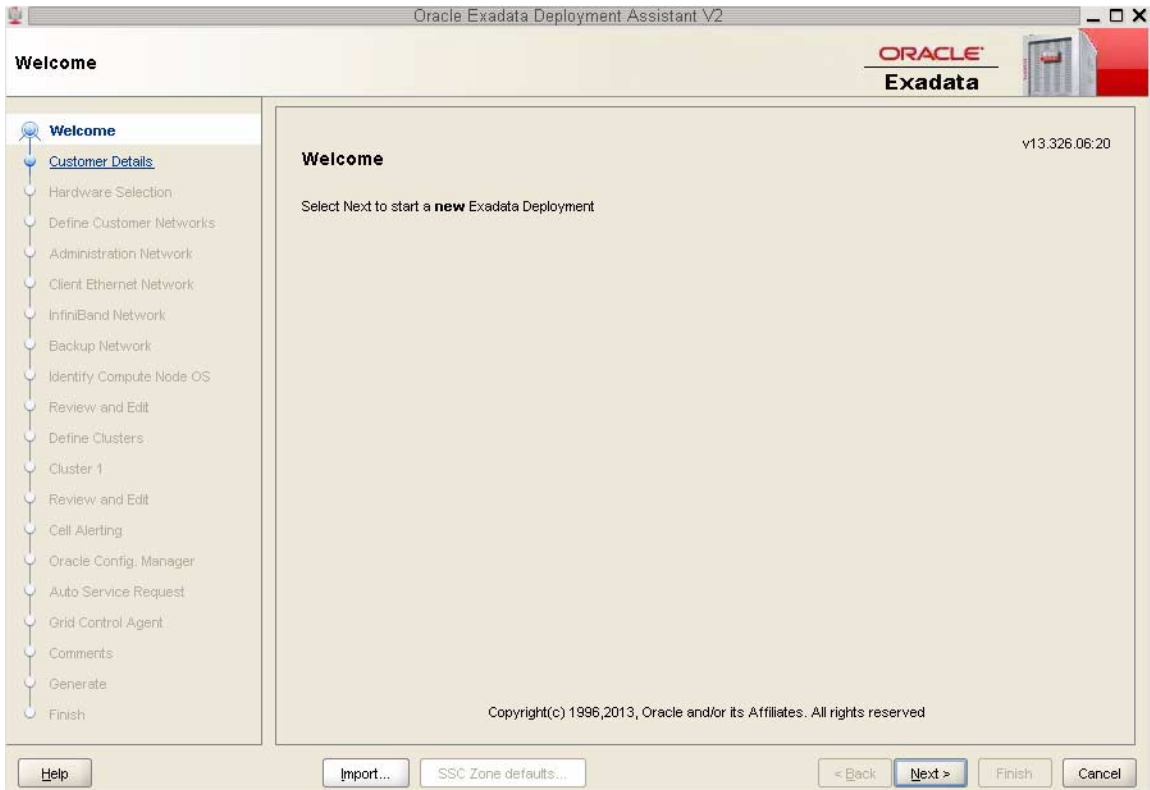 Oracle Exadata Deployment Assistant V2
Welcome
ORACLE
Exadata
Welcome
Customer Details
Hardware Selection
Define Customer Networks
Administration Network
Client Ethernet Network
InfiniBand Network
Backup Network
Identify Compute Node OS
Review and Edit
Define Clusters
Cluster 1
Review and Edit
Cell Alerting
Oracle Config. Manager
Auto Service Request
Grid Control Agent
Comments
Generate
Finish
v13.326.06:20
Welcome
Select Next to start a new Exadata Deployment
Copyright(c) 1996,2013, Oracle and/or its Affiliates. All rights reserved
Help
Import...
SSC Zone defaults...
< Back
Next >
Finish
Cancel